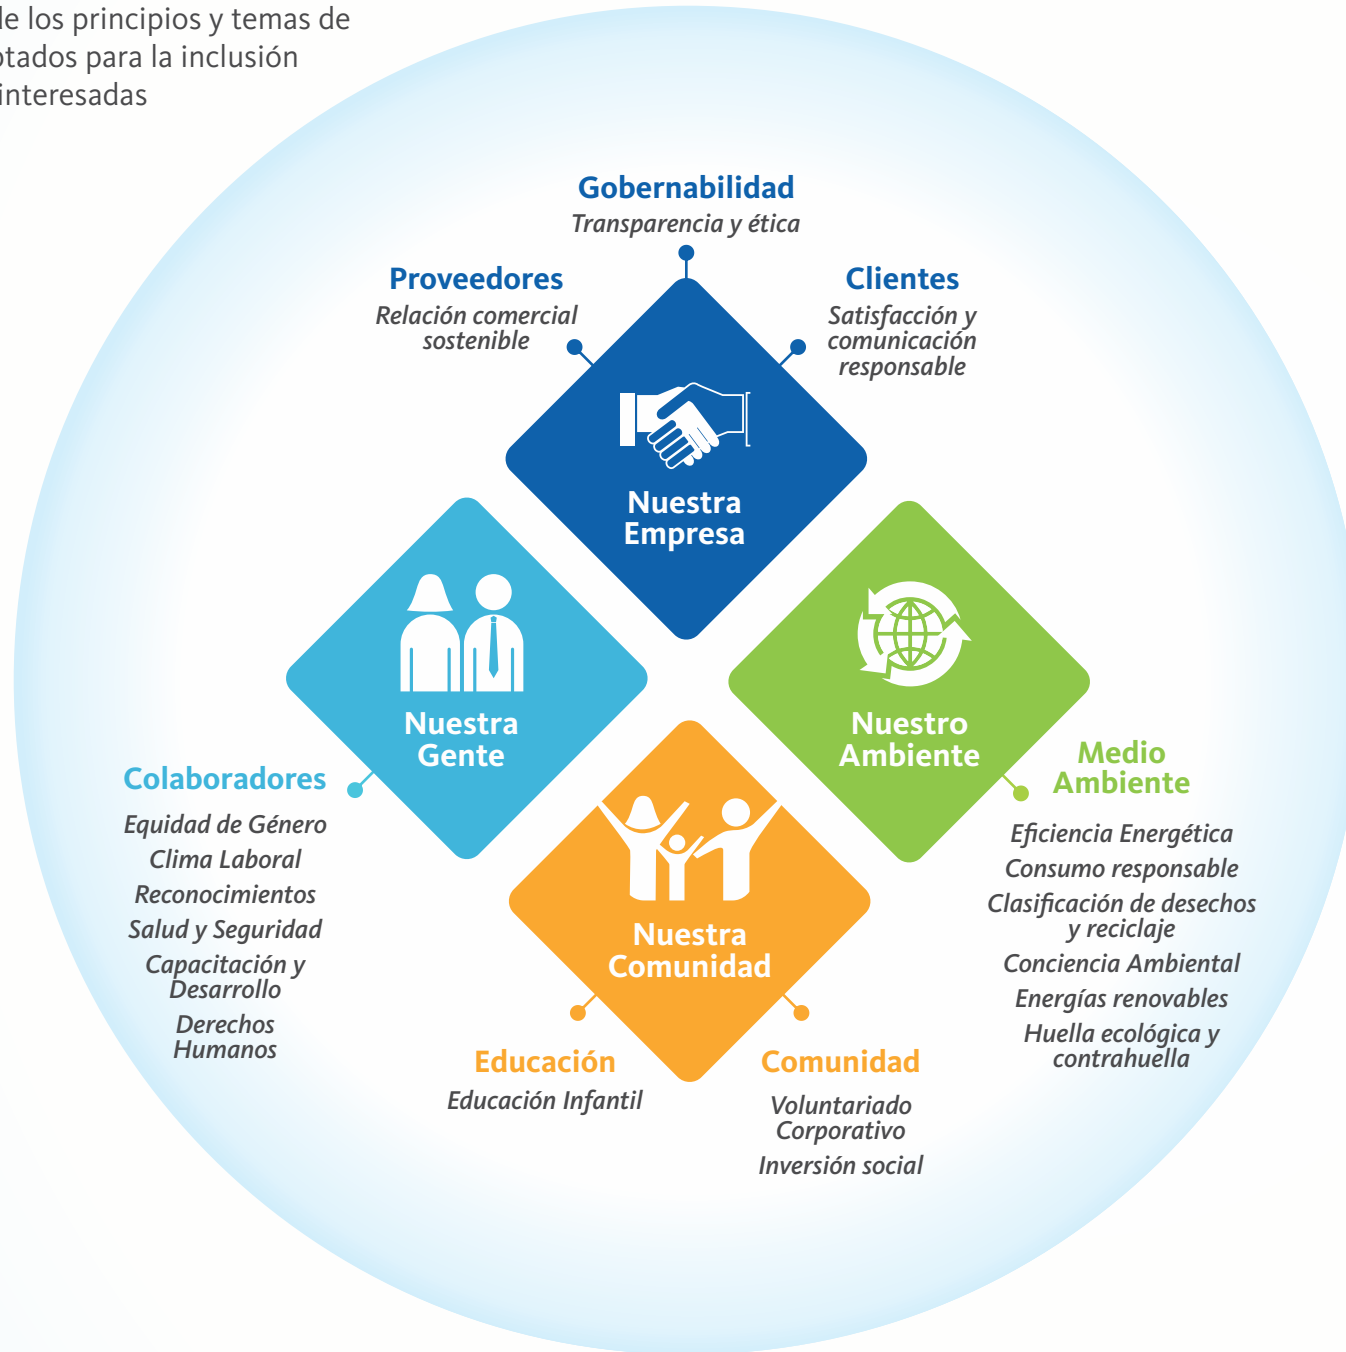 de los principios y temas de
para la inclusión
interesadas
Gobernabilidad
Transparencia y ética
Proveedores
Relación comercial
sostenible
Clientes
Satisfacción y
comunicación
responsable
Nuestra
Empresa
Nuestra
Gente
Nuestro
Ambiente
Colaboradores
Equidad de Género
Clima Laboral
Reconocimientos
Salud y Seguridad
Capacitación y
Desarrollo
Derechos
Humanos
Medio
Ambiente
Eficiencia Energética
Consumo responsable
Clasificación de desechos
y reciclaje
Conciencia Ambiental
Energías renovables
Huella ecológica y
contrahuella
Nuestra
Comunidad
Educación
Educación Infantil
Comunidad
Voluntariado
Corporativo
Inversión social